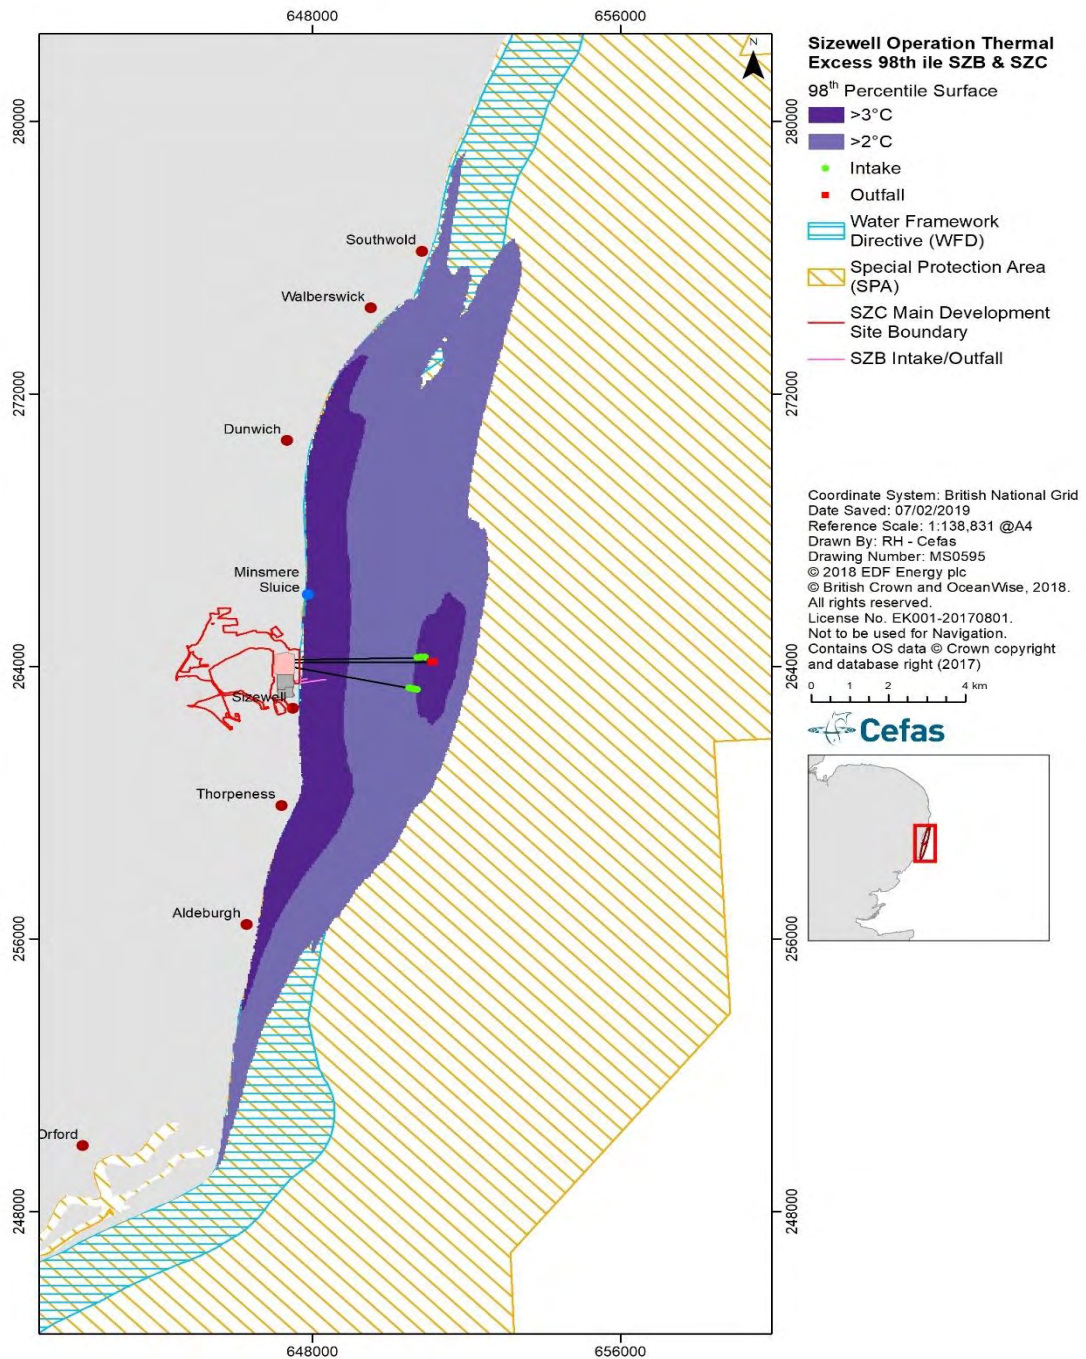 648000
656000
280000
272000
264000
256000
248000
Southwold
Walberswick
Dunwich
Minsmere
Sluice
Sizewell
Thorpeness
Aldeburgh
Orford
280000
272000
264000
256000
248000
648000
656000
N
Sizewell Operation Thermal
Excess 98th ile SZB & SZC
98th Percentile Surface
>3°C
>2°C
Intake
Outfall
Water Framework
Directive (WFD)
Special Protection Area
(SPA)
SZC Main Development
Site Boundary
SZB Intake/Outfall
Coordinate System: British National Grid
Date Saved: 07/02/2019
Reference Scale: 1:138,831 @A4
Drawn By: RH - Cefas
Drawing Number: MS0595
© 2018 EDF Energy plc
© British Crown and OceanWise, 2018.
All rights reserved.
License No. EK001-20170801.
Not to be used for Navigation.
Contains OS data © Crown copyright
and database right (2017)
0 1 2 4 km
Cefas